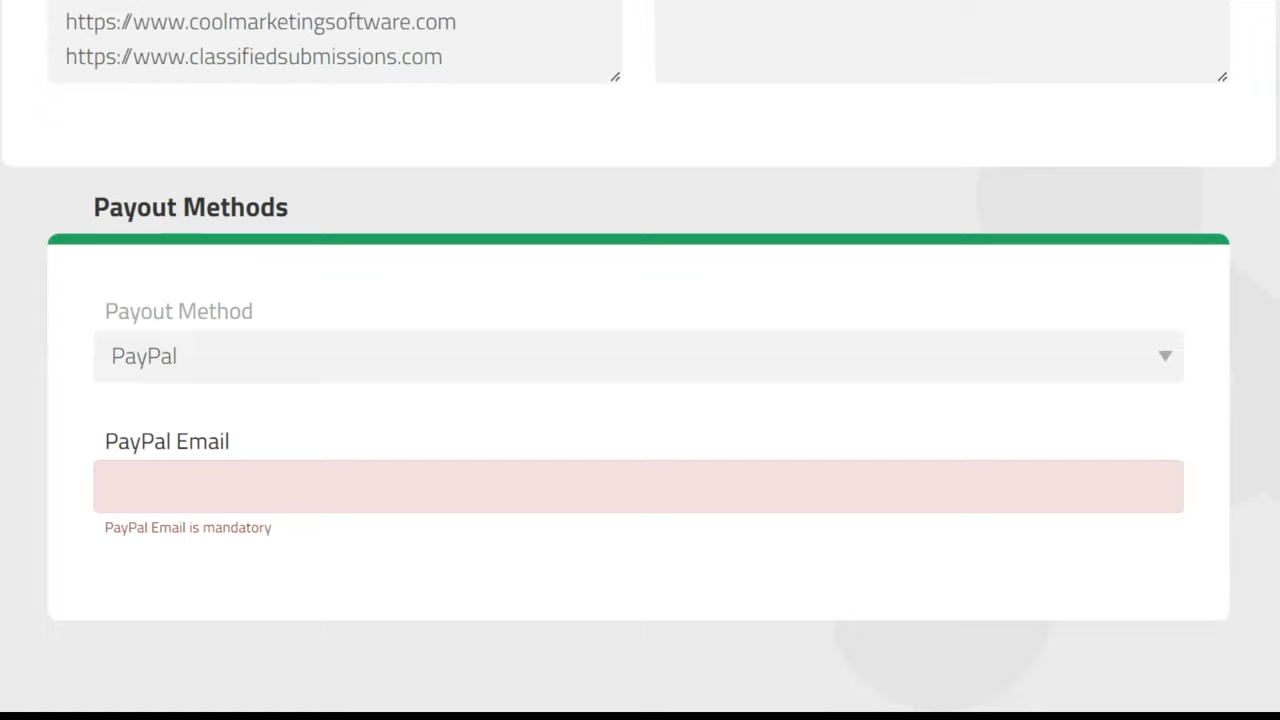 https://www.coolmarketingsoftware.com
https://www.classifiedsubmissions.com
Payout Methods
Payout Method
PayPal
PayPal Email
PayPal Email is mandatory